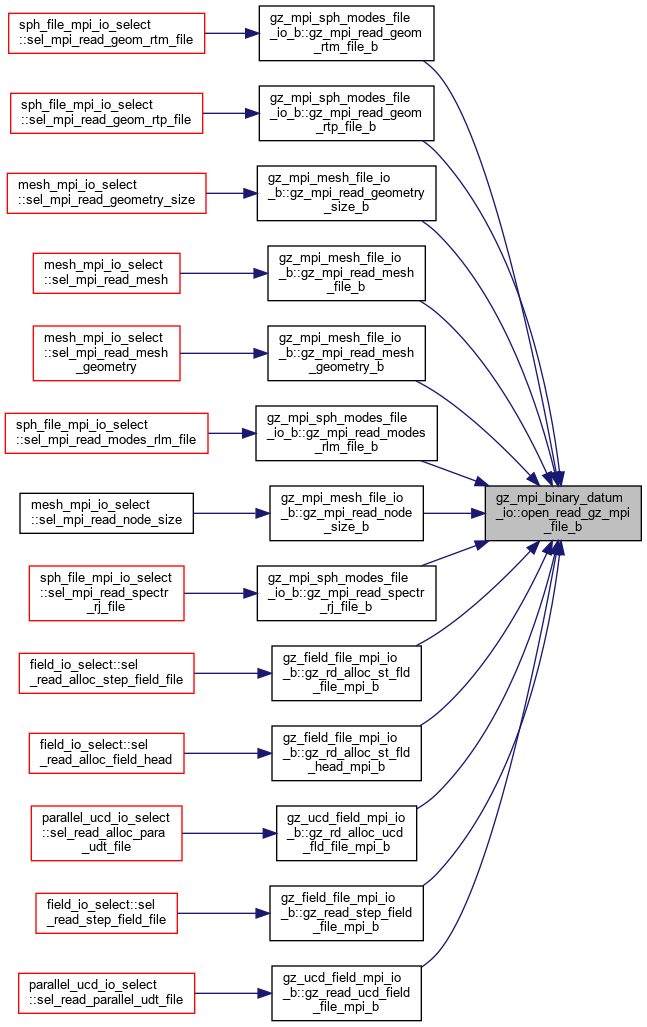 sph_file_mpi_io_select
::sel_mpi_read_geom_rtm_file
gz_mpi_sph_modes_file
_io_b::gz_mpi_read_geom
_rtm_file_b
sph_file_mpi_io_select
::sel_mpi_read_geom_rtp_file
gz_mpi_sph_modes_file
_io_b::gz_mpi_read_geom
_rtp_file_b
mesh_mpi_io_select
::sel_mpi_read_geometry_size
gz_mpi_mesh_file_io
_b::gz_mpi_read_geometry
_size_b
mesh_mpi_io_select
::sel_mpi_read_mesh
gz_mpi_mesh_file_io
_b::gz_mpi_read_mesh
_file_b
mesh_mpi_io_select
::sel_mpi_read_mesh
_geometry
gz_mpi_mesh_file_io
_b::gz_mpi_read_mesh
_geometry_b
sph_file_mpi_io_select
::sel_mpi_read_modes_rlm_file
gz_mpi_sph_modes_file
_io_b::gz_mpi_read_modes
_rlm_file_b
mesh_mpi_io_select
::sel_mpi_read_node_size
gz_mpi_mesh_file_io
_b::gz_mpi_read_node
_size_b
gz_mpi_binary_datum
_io::open_read_gz_mpi
_file_b
sph_file_mpi_io_select
::sel_mpi_read_spectr
_rj_file
gz_mpi_sph_modes_file
_io_b::gz_mpi_read_spectr
_rj_file_b
field_io_select::sel
_read_alloc_step_field_file
gz_field_file_mpi_io
_b::gz_rd_alloc_st_fld
_file_mpi_b
field_io_select::sel
_read_alloc_field_head
gz_field_file_mpi_io
_b::gz_rd_alloc_st_fld
_head_mpi_b
parallel_ucd_io_select
::sel_read_alloc_para
_udt_file
gz_ucd_field_mpi_io
_b::gz_rd_alloc_ucd
_fld_file_mpi_b
field_io_select::sel
_read_step_field_file
gz_field_file_mpi_io
_b::gz_read_step_field
_file_mpi_b
parallel_ucd_io_select
::sel_read_parallel_udt_file
gz_ucd_field_mpi_io
_b::gz_read_ucd_field
_file_mpi_b